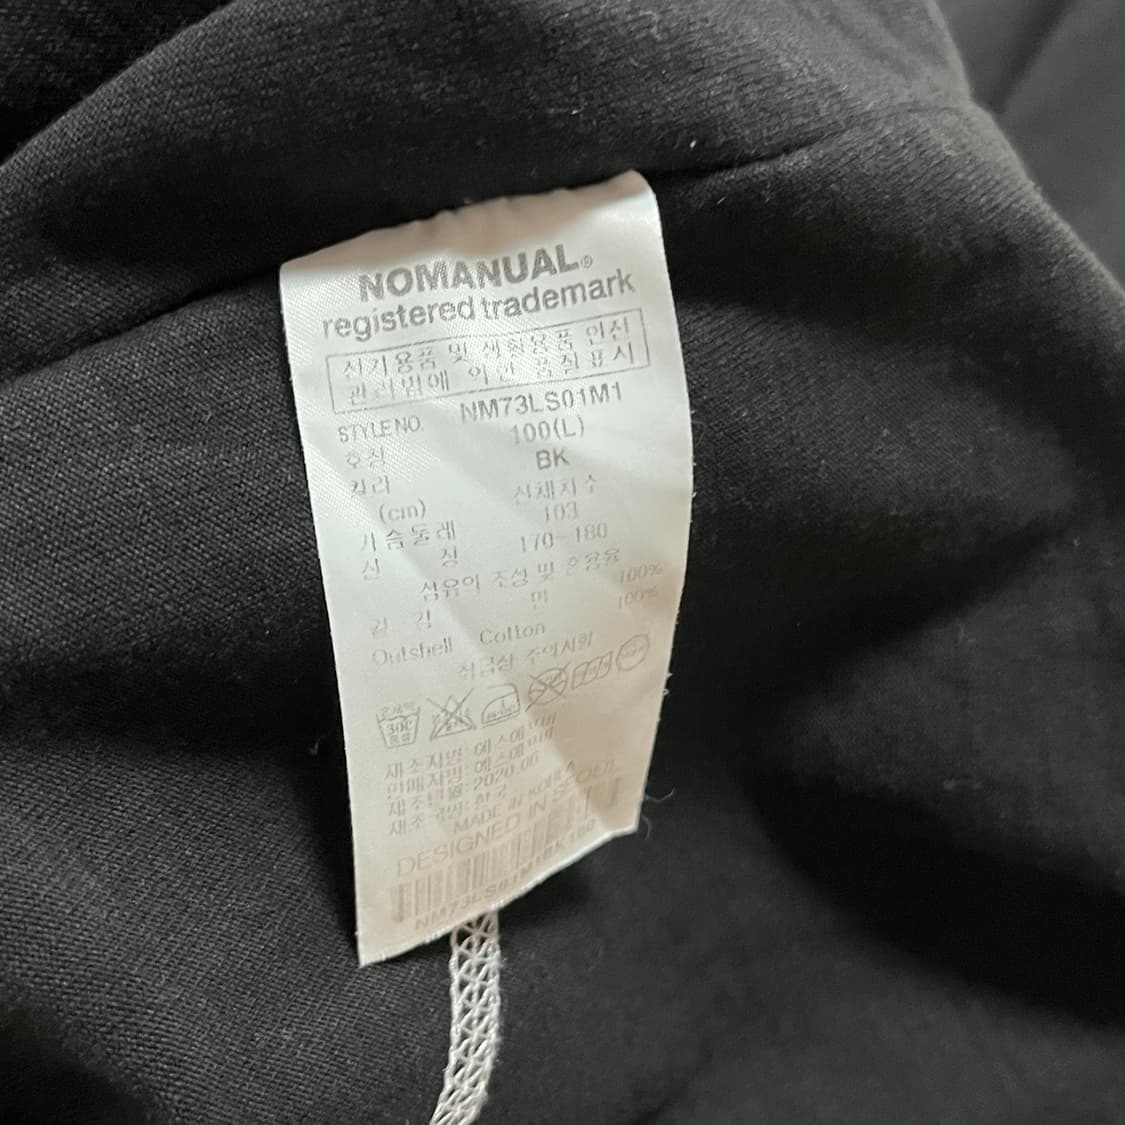 NOMANUAL®
registered trademark
전기용품 및 생활용품 안전
관리법에 의한 품질표시
STYLE NO. NM73LS01M1
호칭 100(L)
컬러 BK
(cm) 신체치수
가슴둘레 103
신 장 170-180
섬유의 조성 및 혼용율
겉 감 면 100%
Outshell Cotton 100%
취급상 주의사항
30℃
제조자명: 에스에프비
판매자명: 에스에프비
제조년월: 2020.06
제조국명: 한국
MADE IN KOREA
DESIGNED IN SEOUL
NM73LS01M1BK100